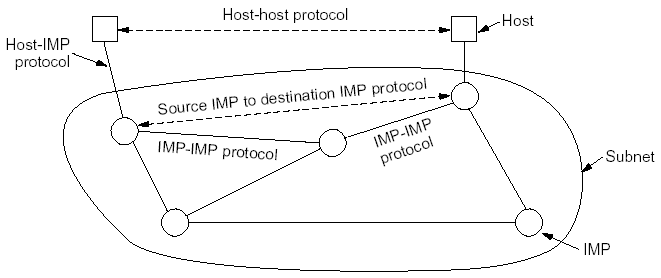 Host-host protocol
Host
Host-IMP
protocol
Source IMP to destination IMP protocol
IMP-IMP protocol
IMP-IMP
protocol
Subnet
IMP